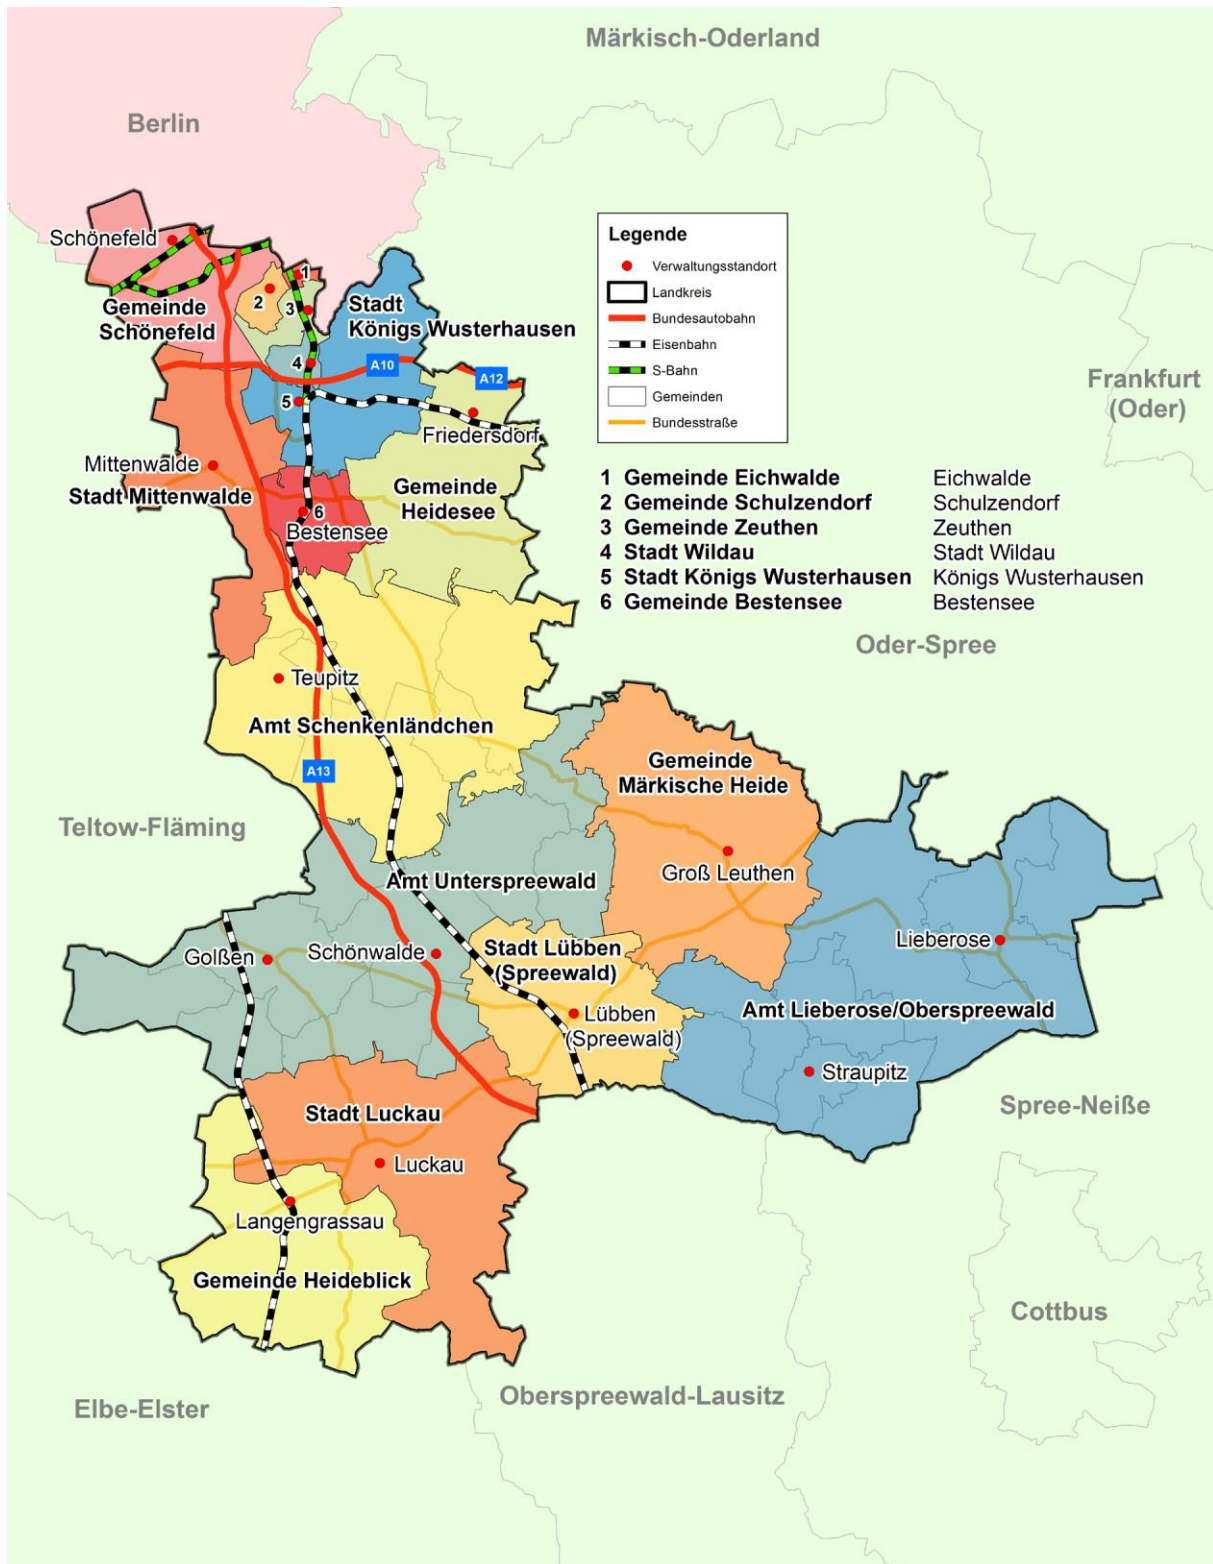 Märkisch-Oderland
Berlin
Schönefeld
Gemeinde
Schönefeld
1
2
3
Stadt
Königs Wusterhausen
4
A10
A12
5
Friedersdorf
Mittenwalde
Stadt Mittenwalde
Gemeinde
Heidesee
6
Bestensee
Legende
Verwaltungsstandort
Landkreis
Bundesautobahn
Eisenbahn
S-Bahn
Gemeinden
Bundesstraße
Frankfurt
(Oder)
1 Gemeinde Eichwalde Eichwalde
2 Gemeinde Schulzendorf Schulzendorf
3 Gemeinde Zeuthen Zeuthen
4 Stadt Wildau Stadt Wildau
5 Stadt Königs Wusterhausen Königs Wusterhausen
6 Gemeinde Bestensee Bestensee
Oder-Spree
Teupitz
Amt Schenkenländchen
A13
Gemeinde
Märkische Heide
Teltow-Fläming
Groß Leuthen
Amt Unterspreewald
Golßen
Schönwalde
Stadt Lübben
(Spreewald)
Lieberose
Lübben
(Spreewald)
Amt Lieberose/Oberspreewald
Straupitz
Stadt Luckau
Spree-Neiße
Luckau
Langengrassau
Gemeinde Heideblick
Cottbus
Elbe-Elster
Oberspreewald-Lausitz